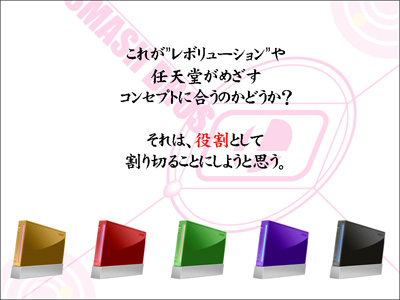 SMASH BROS.
これが"レボリューション"や
任天堂がめざす
コンセプトに合うのかどうか?
それは、役割として
割り切ることにしようと思う。